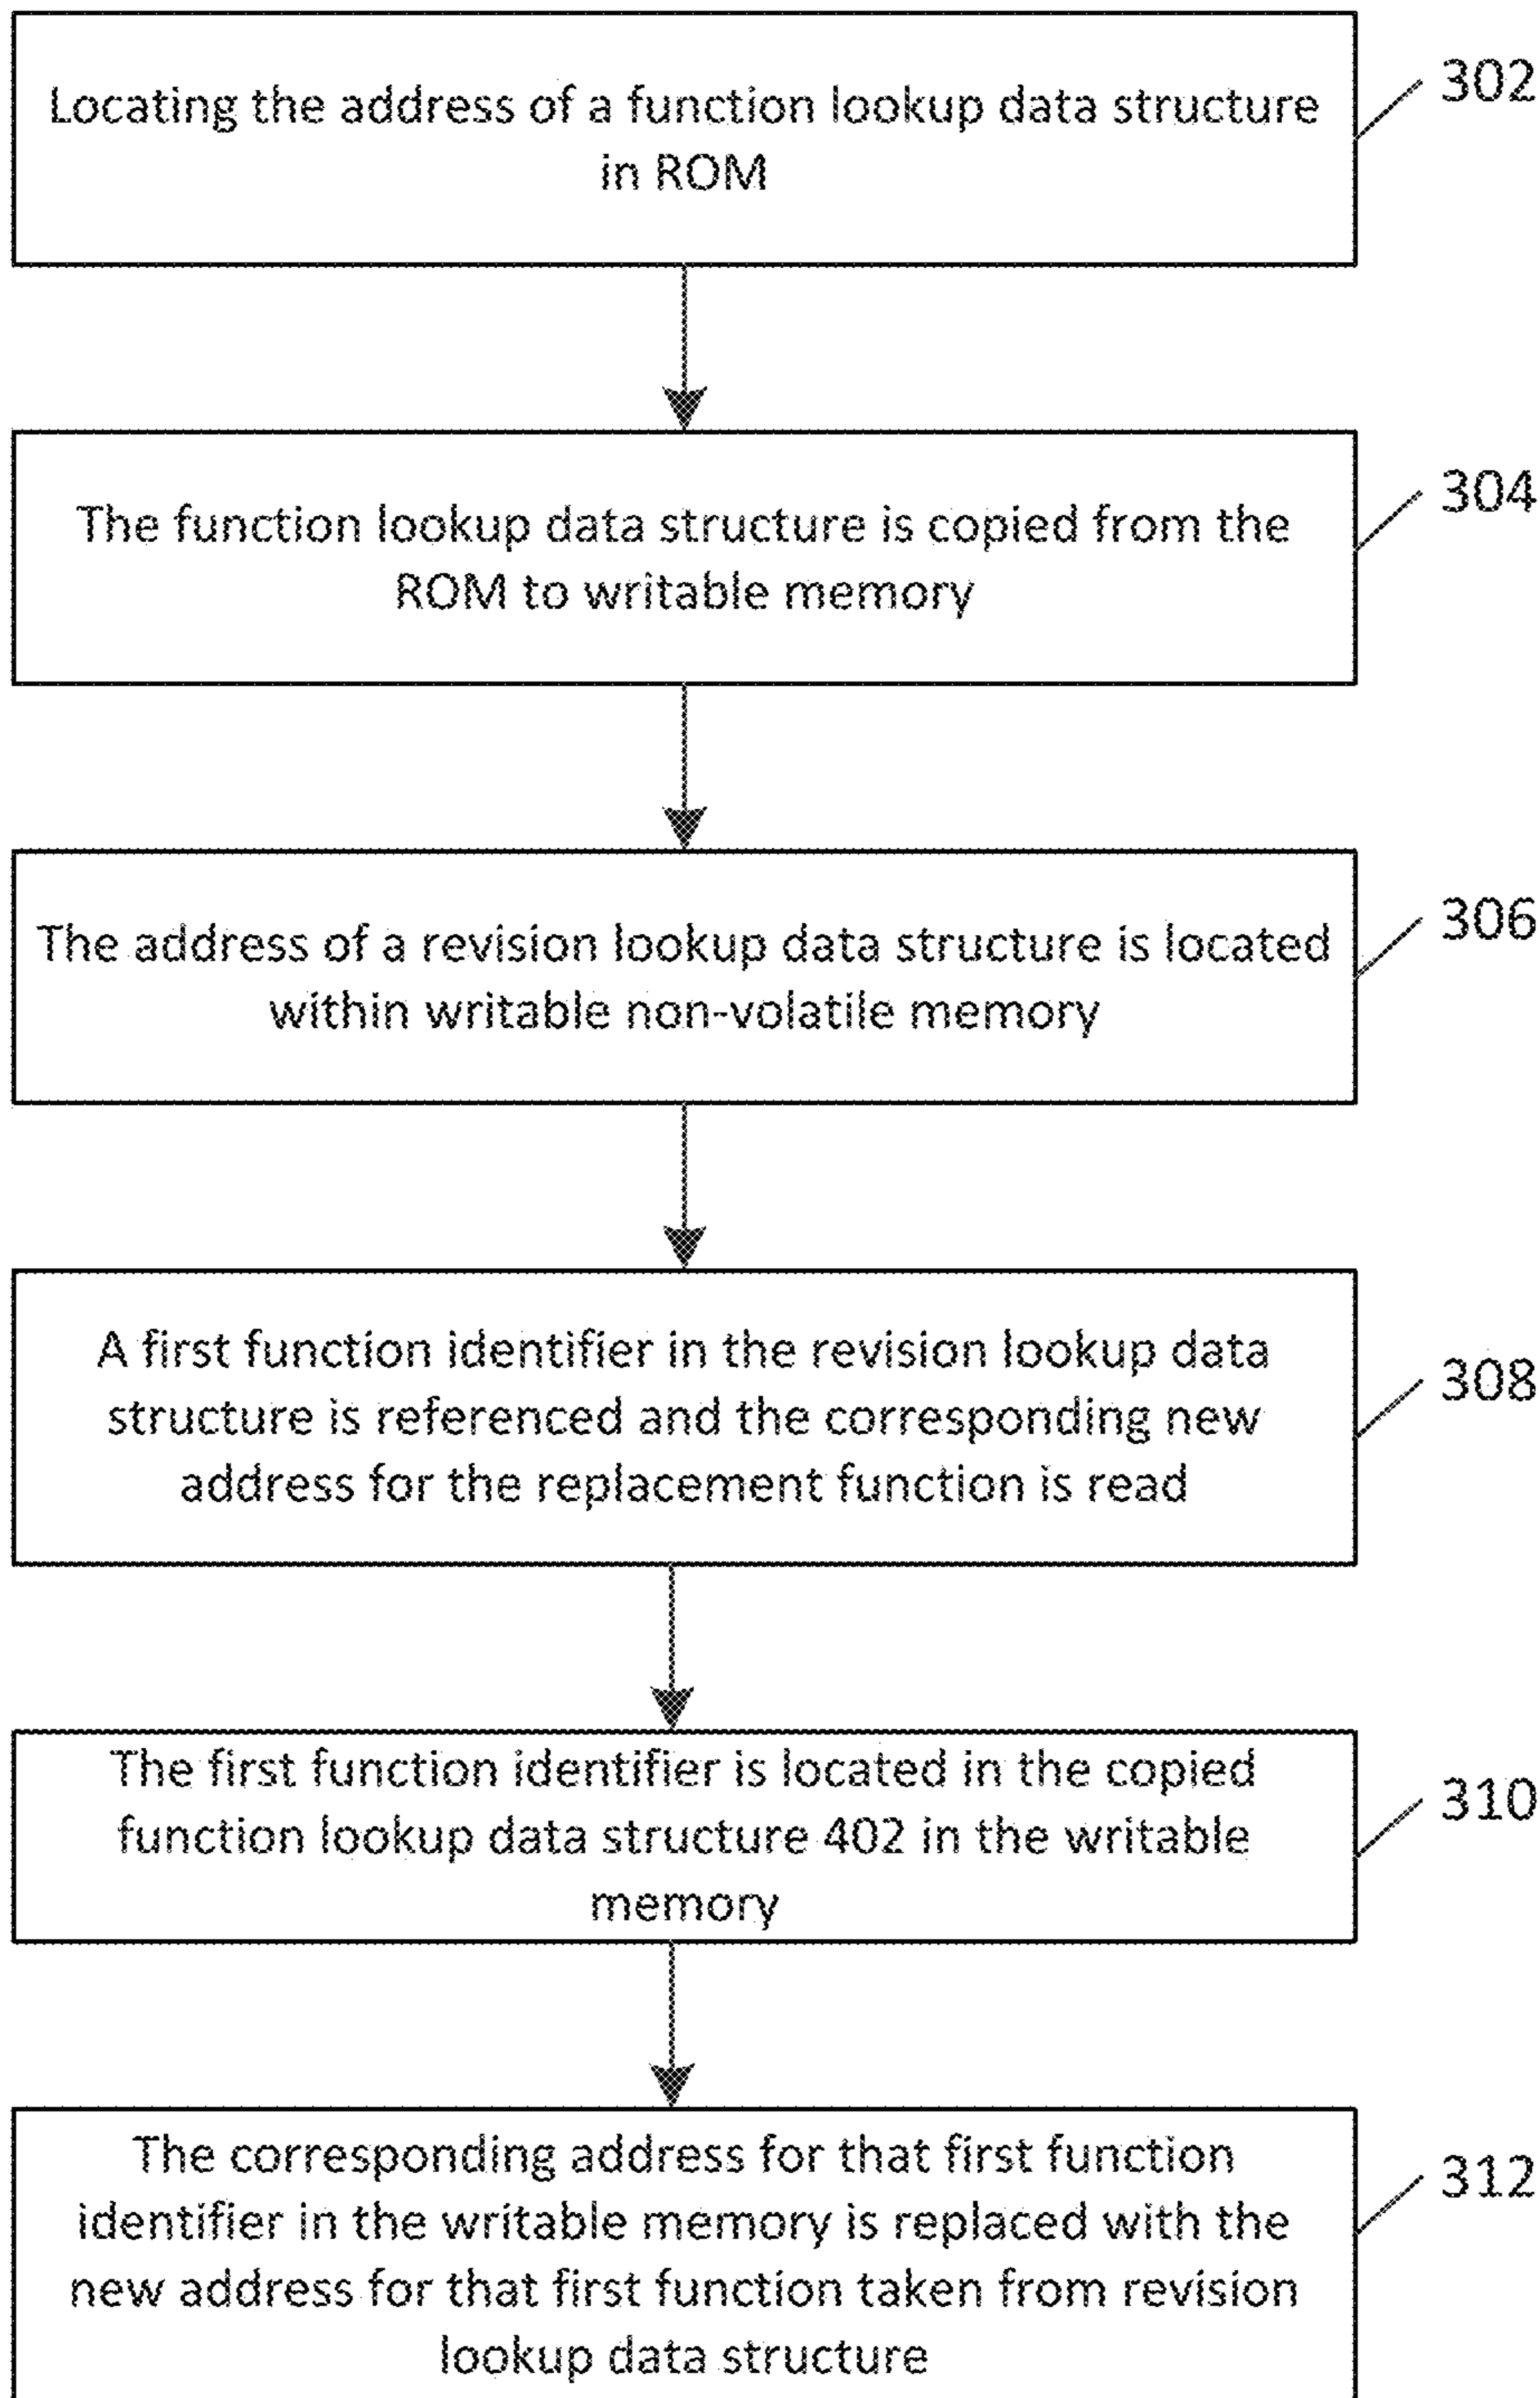 Locating the address of a function lookup data structure
in ROM
302
The function lookup data structure is copied from the
ROM to writable memory
304
The address of a revision lookup data structure is located
within writable non-volatile memory
306
A first function identifier in the revision lookup data
structure is referenced and the corresponding new
address for the replacement function is read
308
The first function identifier is located in the copied
function lookup data structure 402 in the writable
memory
310
The corresponding address for that first function
identifier in the writable memory is replaced with the
new address for that first function taken from revision
lookup data structure
312